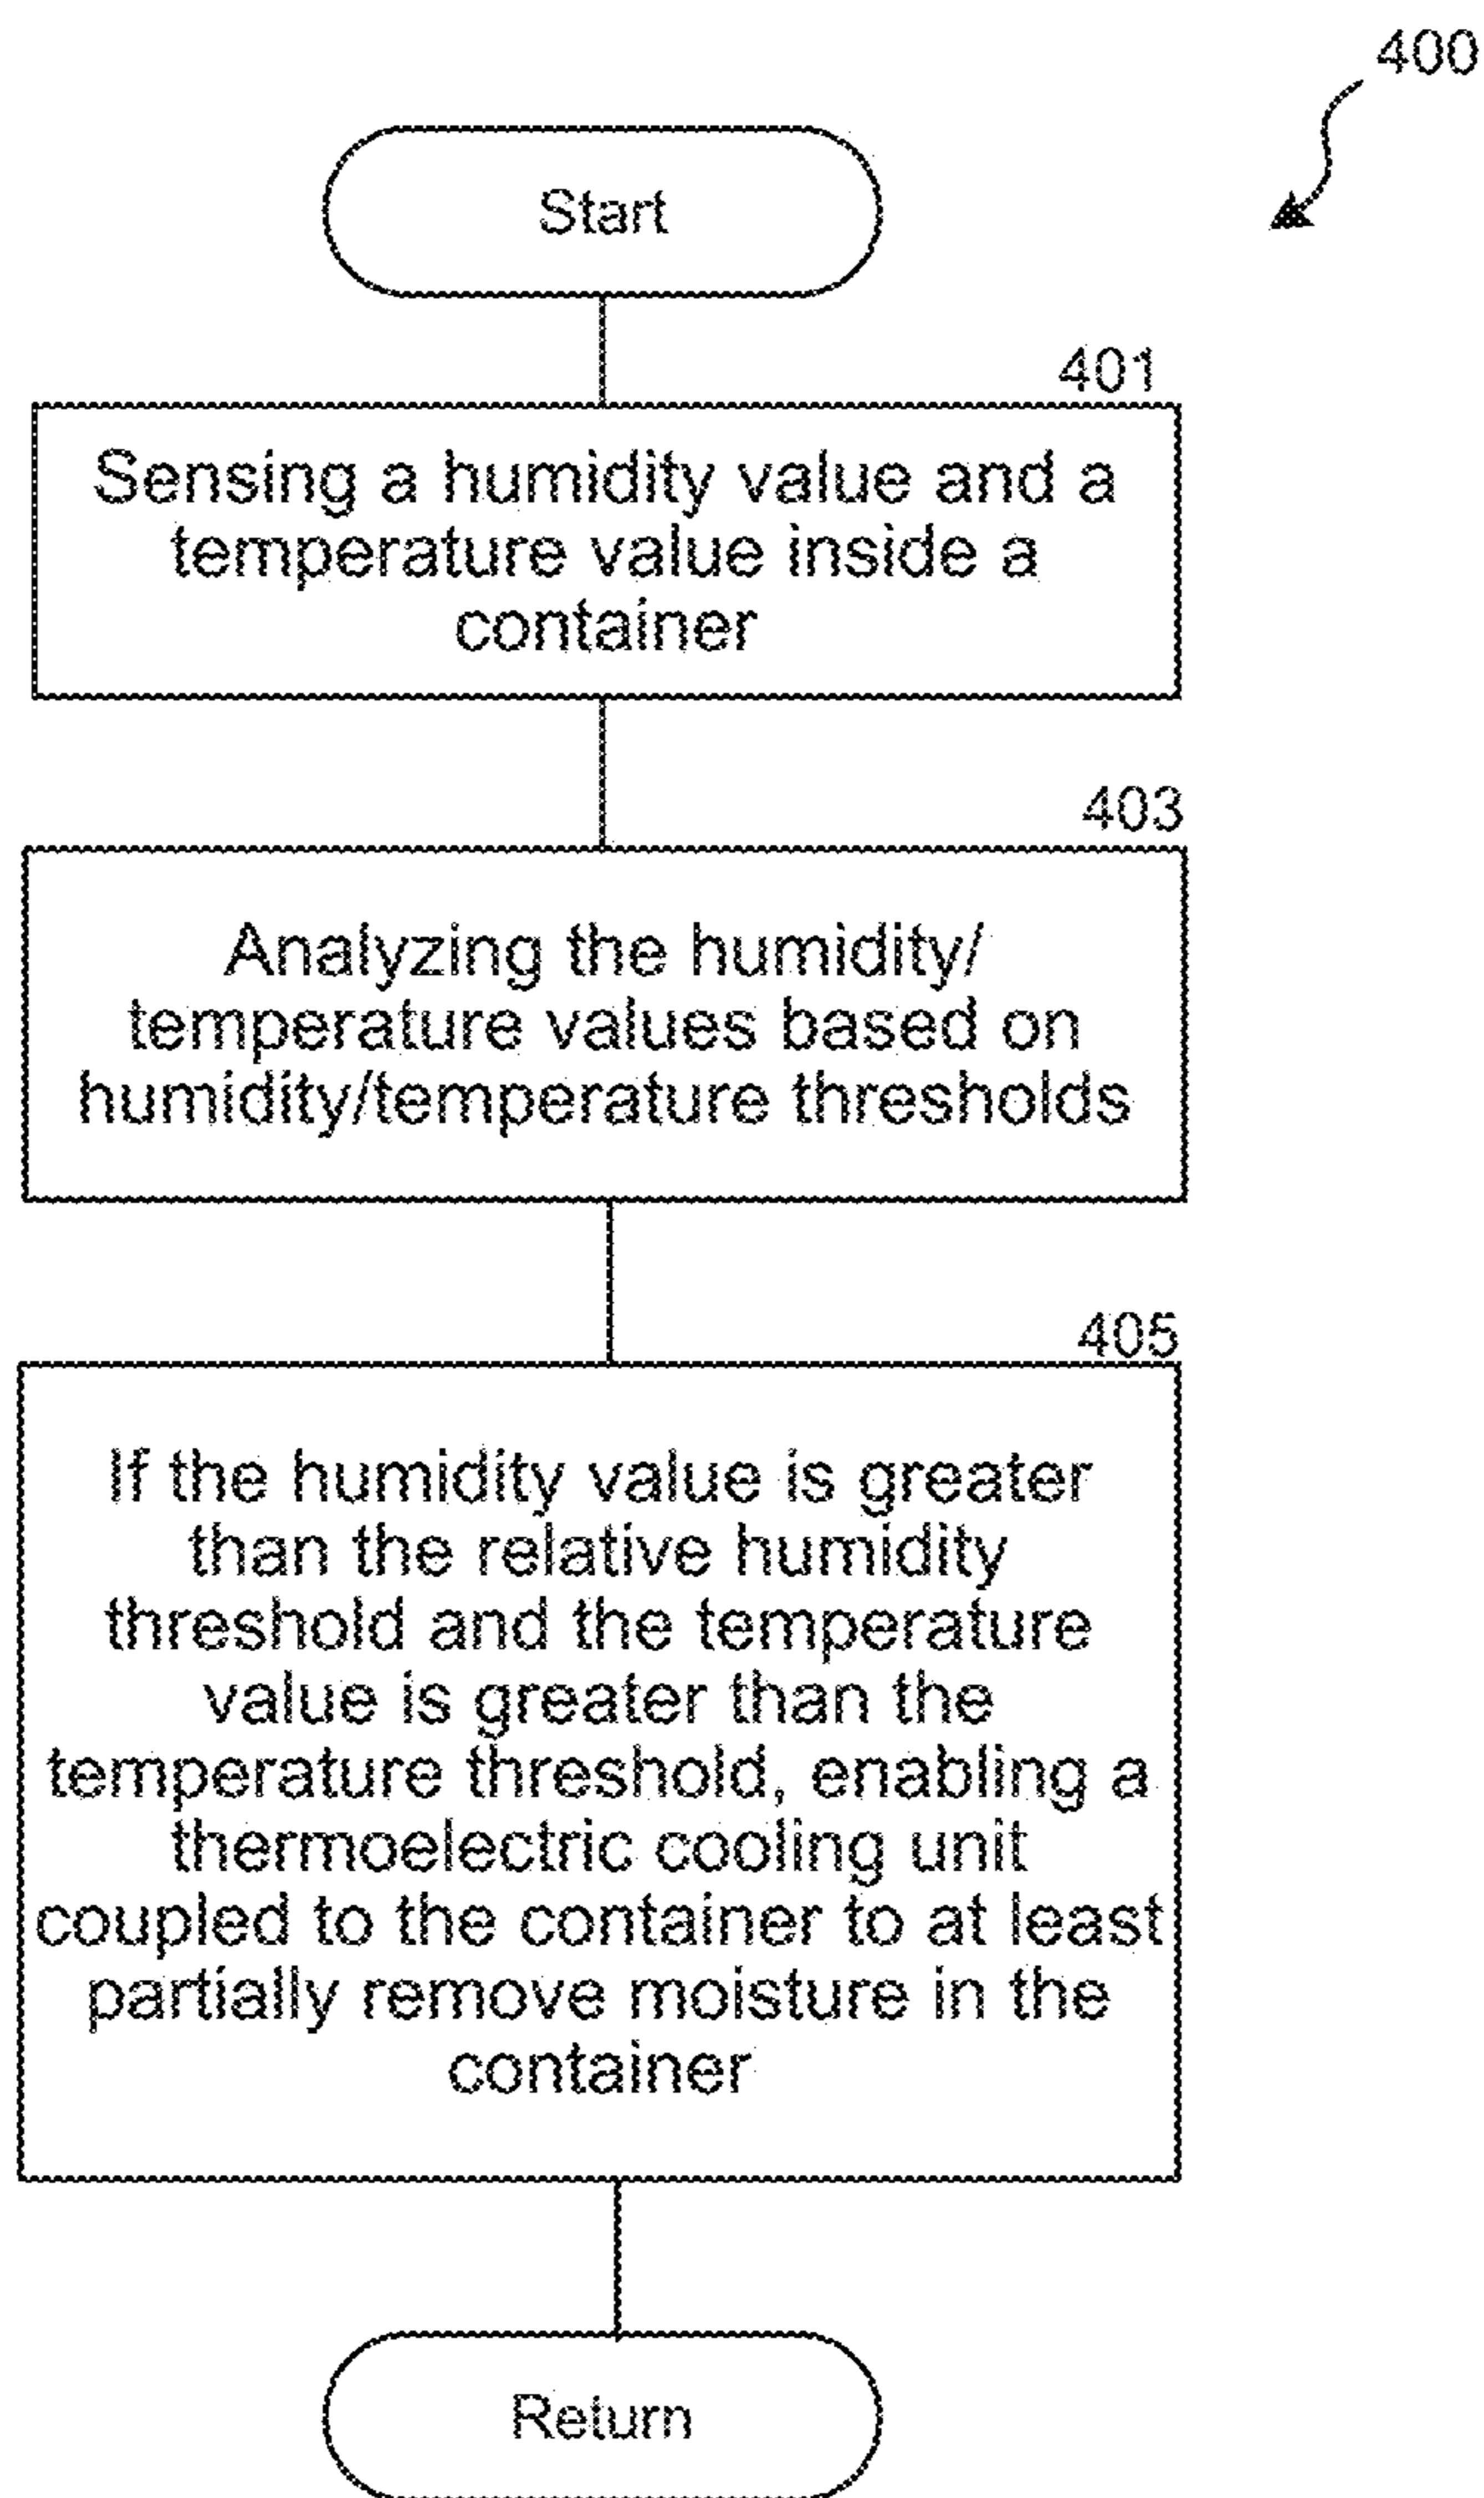 400
Start
401
Sensing a humidity value and a
temperature value inside a
container
403
Analyzing the humidity/
temperature values based on
humidity/temperature thresholds
405
If the humidity value is greater
than the relative humidity
threshold and the temperature
value is greater than the
temperature threshold, enabling a
thermoelectric cooling unit
coupled to the container to at least
partially remove moisture in the
container
Return